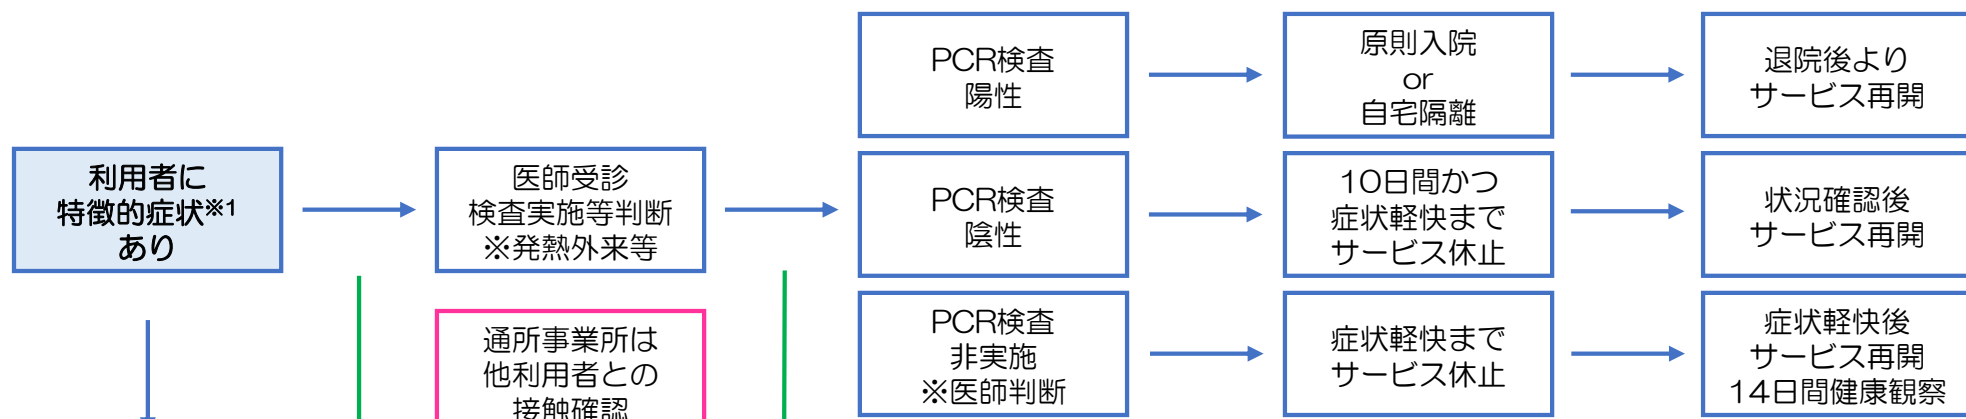 PCR検査
陽性
原則入院
or
自宅隔離
退院後より
サービス再開
利用者に
特徴的症状※1
あり
医師受診
検査実施等判断
※発熱外来等
PCR検査
陰性
10日間かつ
症状軽快まで
サービス休止
状況確認後
サービス再開
通所事業所は
他利用者との
接触確認
PCR検査
非実施
※医師判断
症状軽快まで
サービス休止
症状軽快後
サービス再開
14日間健康観察